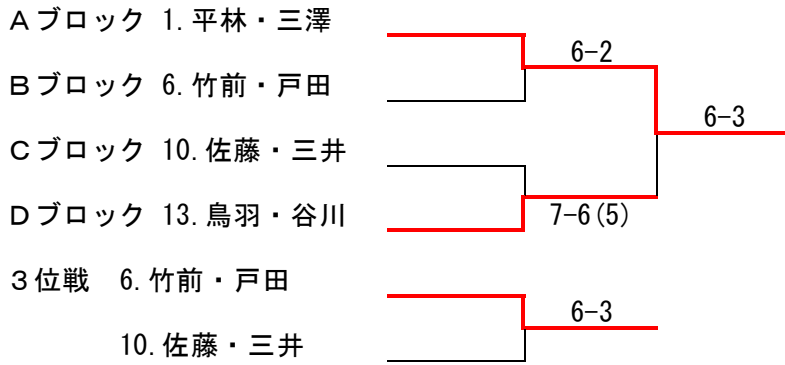 Ａブロック 1.平林・三澤
6-2
Ｂブロック 6.竹前・戸田
6-3
Ｃブロック 10.佐藤・三井
Ｄブロック 13.鳥羽・谷川
7-6(5)
３位戦 6.竹前・戸田
6-3
10.佐藤・三井